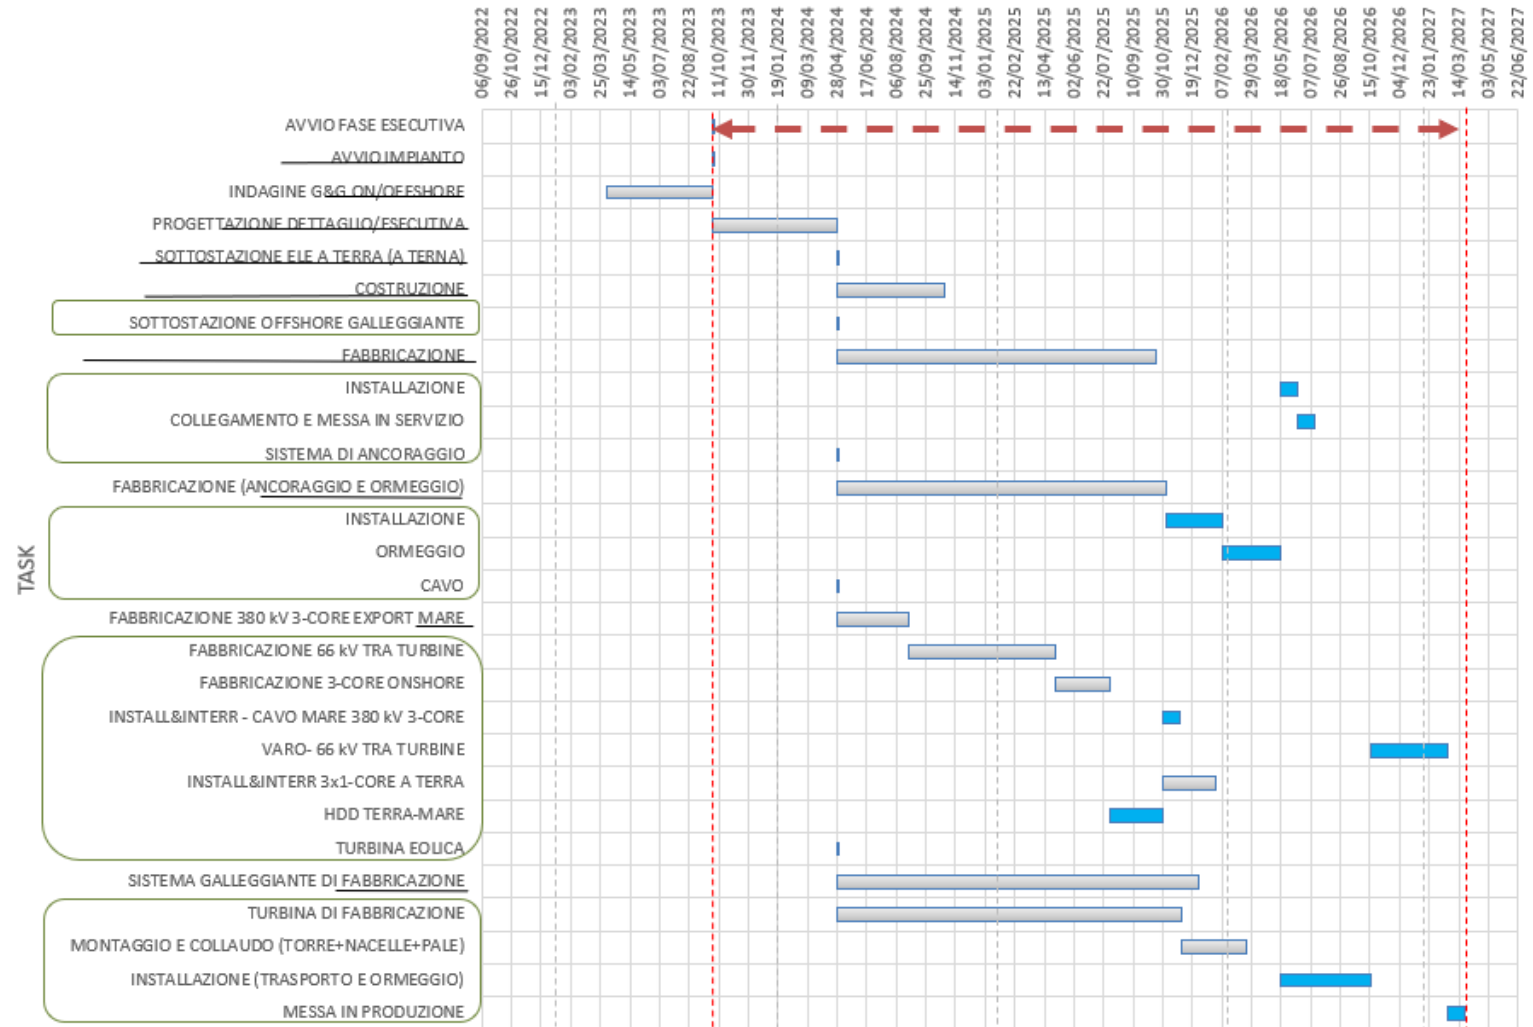 06/09/2022
26/10/2022
15/12/2022
03/02/2023
25/03/2023
14/05/2023
03/07/2023
22/08/2023
11/10/2023
30/11/2023
19/01/2024
09/03/2024
28/04/2024
17/06/2024
06/08/2024
25/09/2024
14/11/2024
03/01/2025
22/02/2025
13/04/2025
02/06/2025
22/07/2025
10/09/2025
30/10/2025
19/12/2025
07/02/2026
29/03/2026
18/05/2026
07/07/2026
26/08/2026
15/10/2026
04/12/2026
23/01/2027
14/03/2027
03/05/2027
22/06/2027
TASK
AVVIO FASE ESECUTIVA
AVVIO IMPIANTO
INDAGINE G&G ON/OFFSHORE
PROGETTAZIONE DETTAGLIO/ESECUTIVA
SOTTOSTAZIONE ELE A TERRA (A TERNA)
COSTRUZIONE
SOTTOSTAZIONE OFFSHORE GALLEGGIANTE
FABBRICAZIONE
INSTALLAZIONE
COLLEGAMENTO E MESSA IN SERVIZIO
SISTEMA DI ANCORAGGIO
FABBRICAZIONE (ANCORAGGIO E ORMEGGIO)
INSTALLAZIONE
ORMEGGIO
CAVO
FABBRICAZIONE 380 kV 3-CORE EXPORT MARE
FABBRICAZIONE 66 kV TRA TURBINE
FABBRICAZIONE 3-CORE ONSHORE
INSTALL&INTERR - CAVO MARE 380 kV 3-CORE
VARO- 66 kV TRA TURBINE
INSTALL&INTERR 3x1-CORE A TERRA
HDD TERRA-MARE
TURBINA EOLICA
SISTEMA GALLEGGIANTE DI FABBRICAZIONE
TURBINA DI FABBRICAZIONE
MONTAGGIO E COLLAUDO (TORRE+NACELLE+PALE)
INSTALLAZIONE (TRASPORTO E ORMEGGIO)
MESSA IN PRODUZIONE